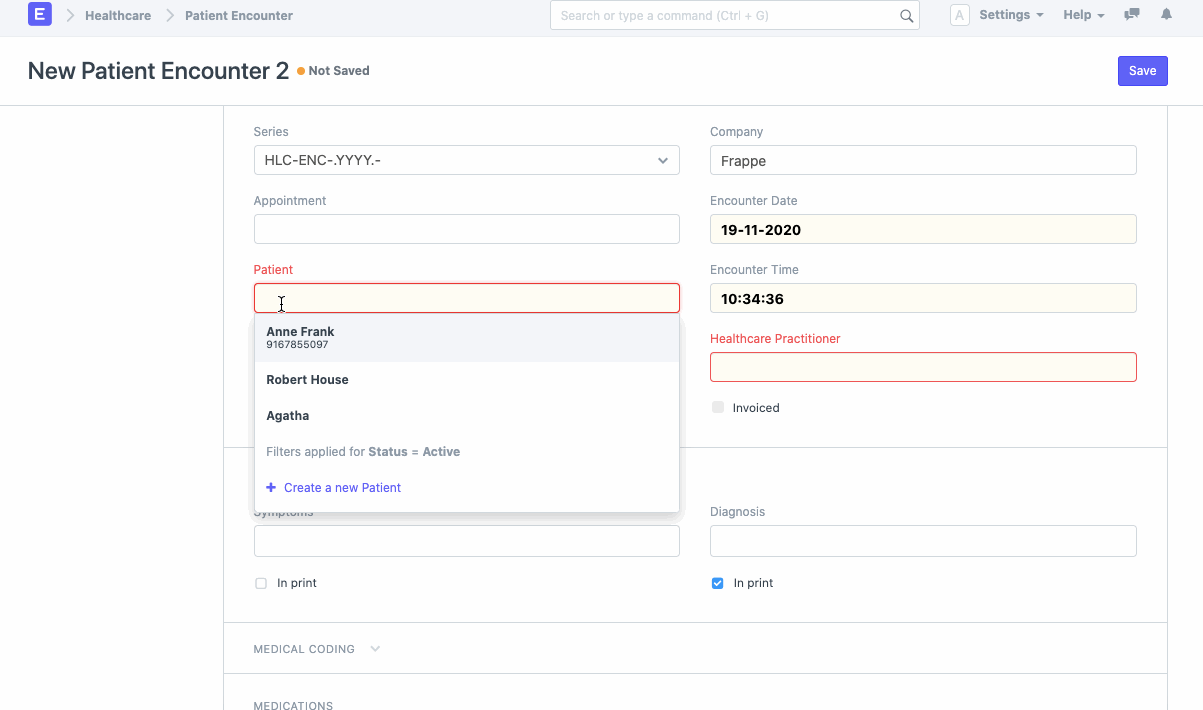 E Healthcare Patient Encounter Search or type a command (Ctrl + G) A Settings Help
New Patient Encounter 2 Not Saved Save
Series
HLC-ENC-.YYYY.-
Company
Frappe
Appointment
Encounter Date
19-11-2020
Patient
Encounter Time
10:34:36
Anne Frank
9167855097
Robert House
Agatha
Filters applied for Status = Active
+ Create a new Patient
Healthcare Practitioner
Invoiced
Symptoms
In print
Diagnosis
In print
MEDICAL CODING
MEDICATIONS